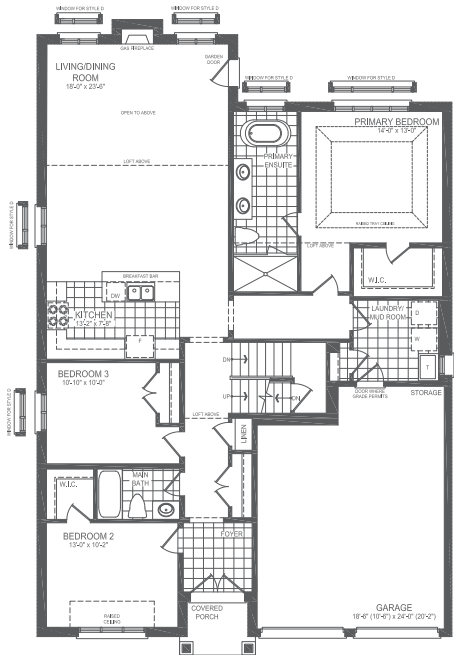 WINDOW FOR STYLE D
WINDOW FOR STYLE D
GAS FIREPLACE
GARDEN
DOOR
LIVING/DINING
ROOM
18'-0" x 23'-6"
OPEN TO ABOVE
WINDOW FOR STYLE D
WINDOW FOR STYLE D
PRIMARY BEDROOM
14'-0" x 13'-0"
PRIMARY
ENSUITE
LOFT ABOVE
RAISED TRAY CEILING
LOFT ABOVE
WINDOW FOR STYLE D
W.I.C.
BREAKFAST BAR
DW
KITCHEN
13'-2" x 7'-8"
F
LAUNDRY/
MUD ROOM
D
W
T
BEDROOM 3
10'-10" x 10'-0"
DN
UP
DN
DOOR WHERE
GRADE PERMITS
STORAGE
WINDOW FOR STYLE D
LOFT ABOVE
LINEN
W.I.C.
MAIN
BATH
BEDROOM 2
13'-0" x 10'-2"
FOYER
RAISED
CEILING
COVERED
PORCH
GARAGE
18'-6" (10'-6") x 24'-0" (20'-2")